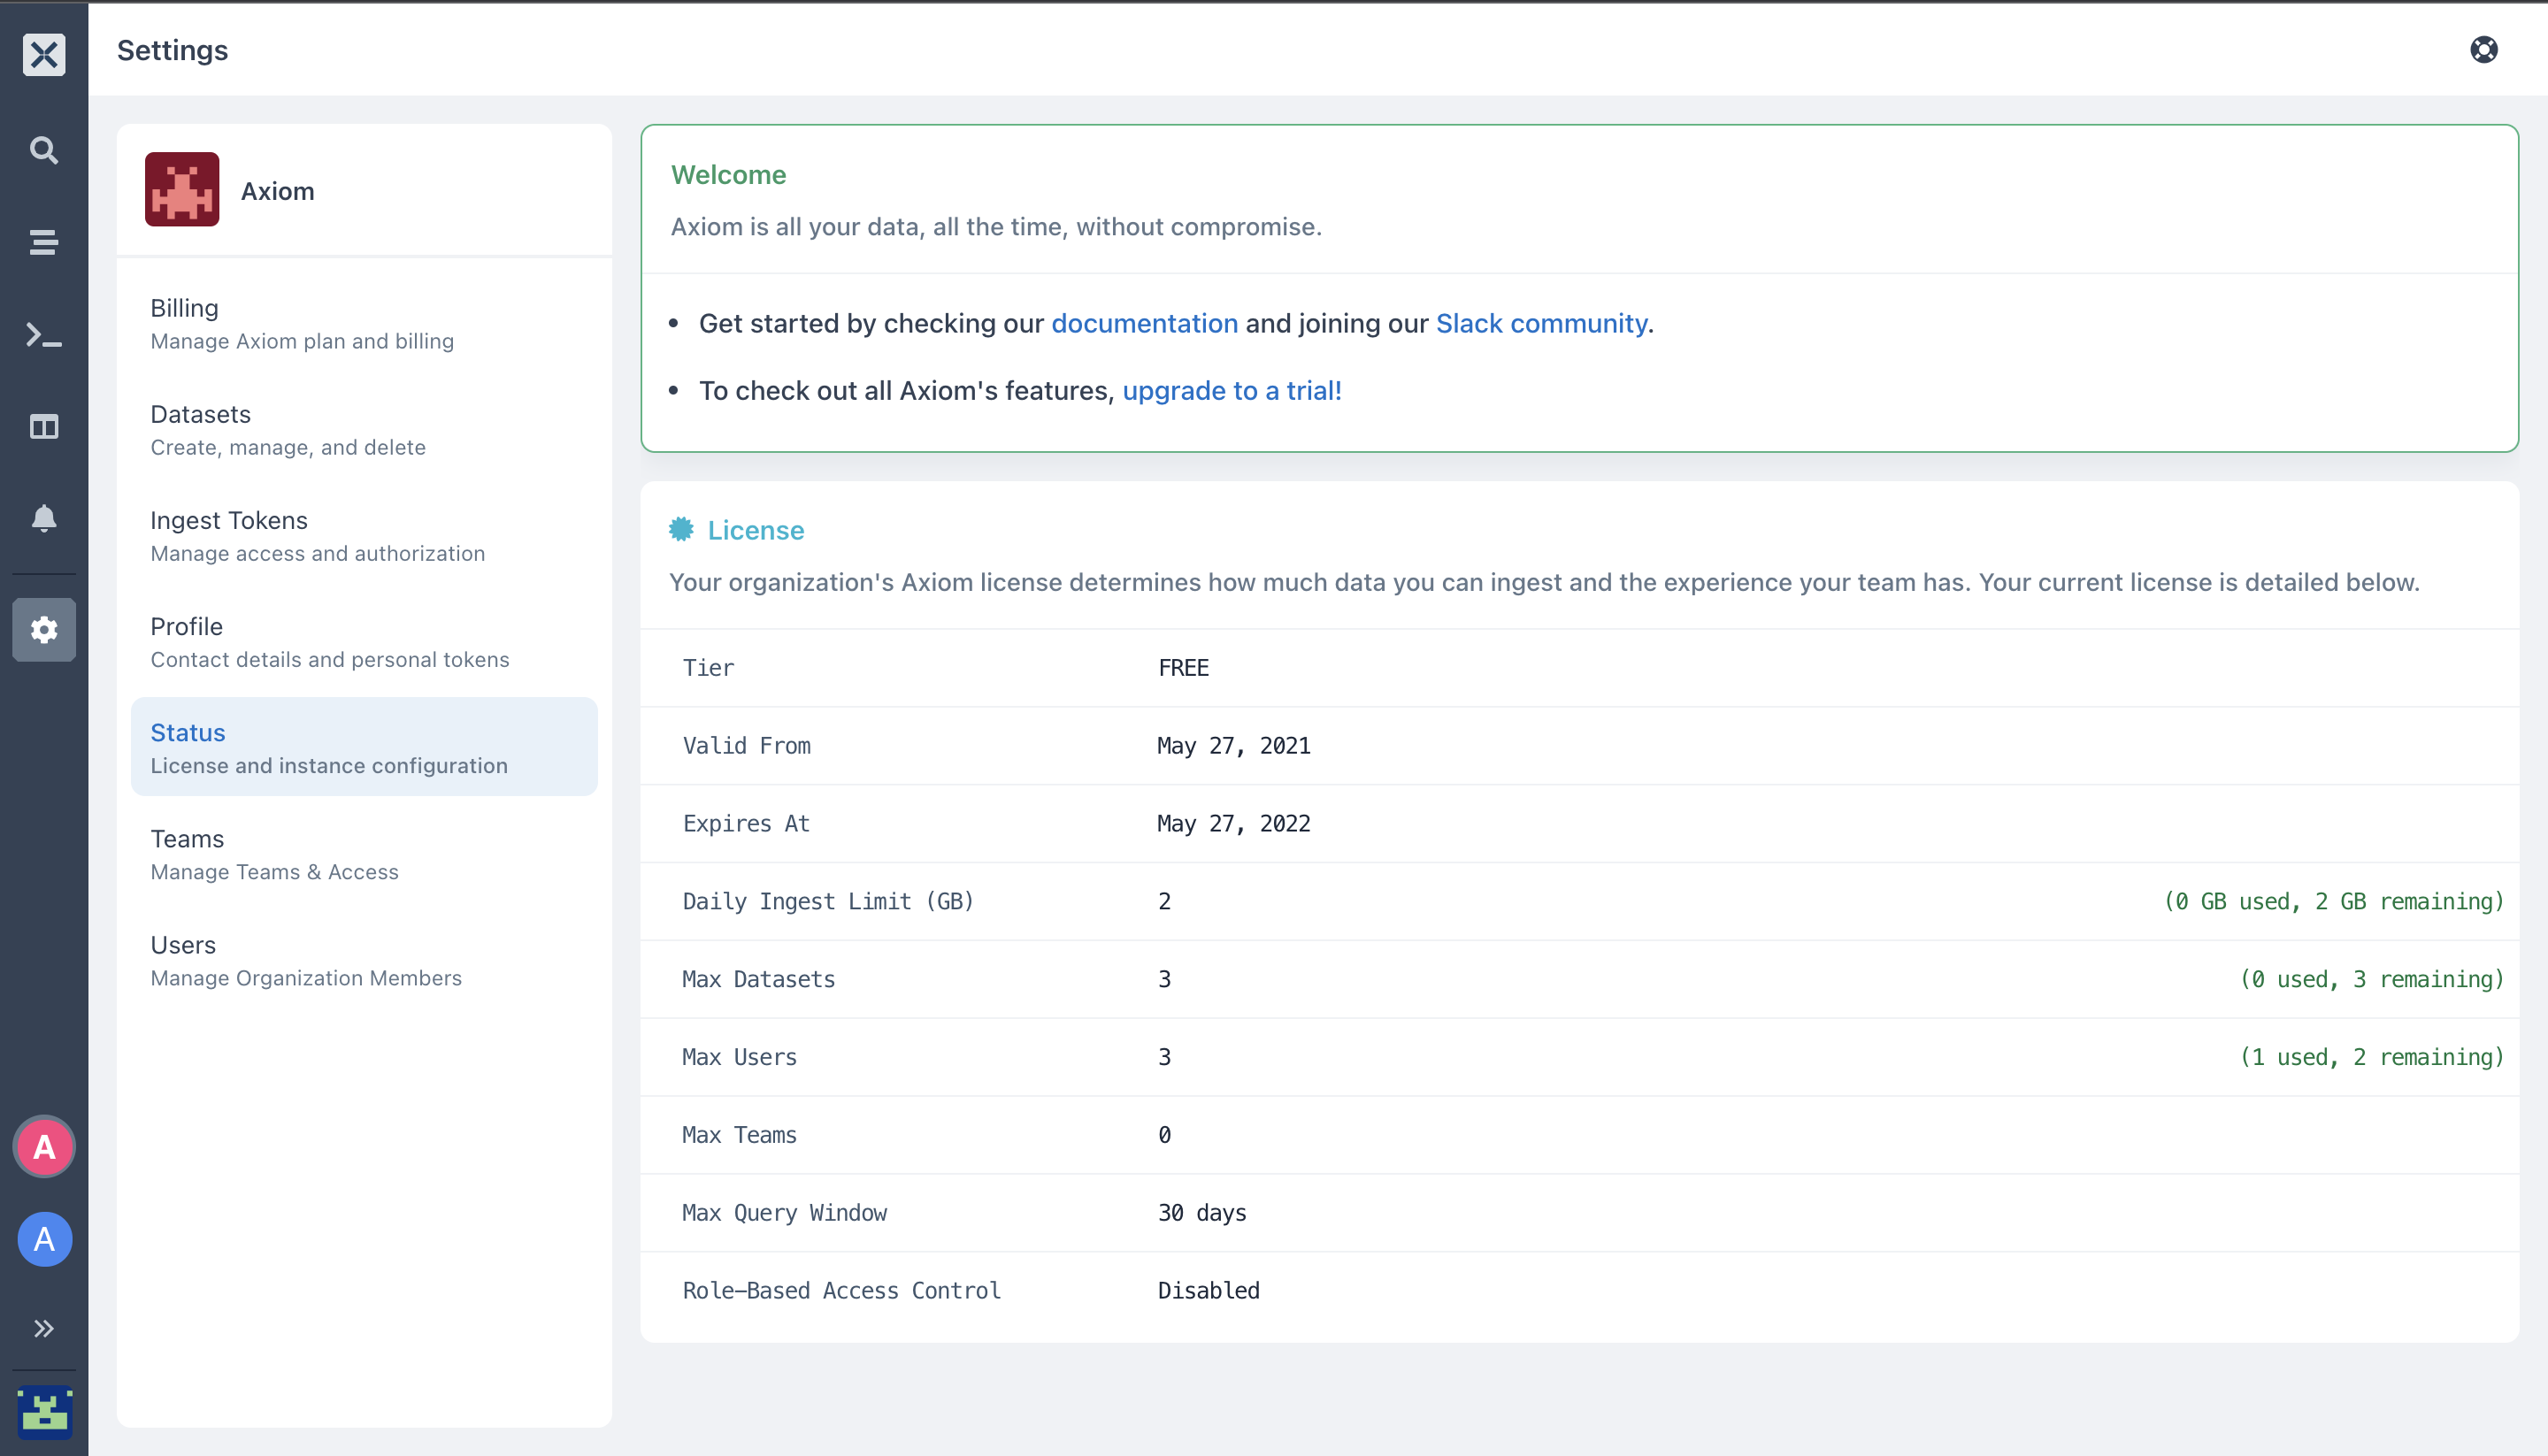 Settings
Axiom
Billing
Manage Axiom plan and billing
Datasets
Create, manage, and delete
Ingest Tokens
Manage access and authorization
Profile
Contact details and personal tokens
Status
License and instance configuration
Teams
Manage Teams & Access
Users
Manage Organization Members
A
A
Welcome
Axiom is all your data, all the time, without compromise.
• Get started by checking our documentation and joining our Slack community.
• To check out all Axiom's features, upgrade to a trial!
License
Your organization's Axiom license determines how much data you can ingest and the experience your team has. Your current license is detailed below.
Tier FREE
Valid From May 27, 2021
Expires At May 27, 2022
Daily Ingest Limit (GB) 2 (0 GB used, 2 GB remaining)
Max Datasets 3 (0 used, 3 remaining)
Max Users 3 (1 used, 2 remaining)
Max Teams 0
Max Query Window 30 days
Role-Based Access Control Disabled